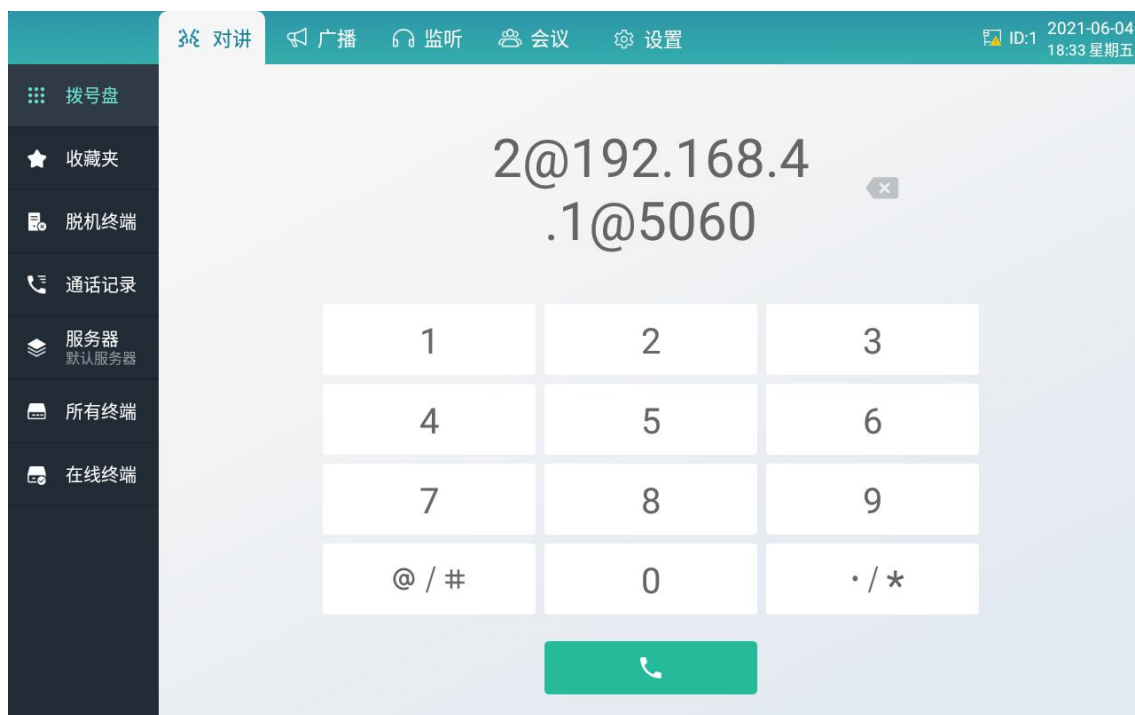 对讲 广播 监听 会议 设置 ID:1 2021-06-04
18:33 星期五
拨号盘
收藏夹
脱机终端
通话记录
服务器
默认服务器
所有终端
在线终端
2@192.168.4
.1@5060
1 2 3
4 5 6
7 8 9
@ / # 0 · / *